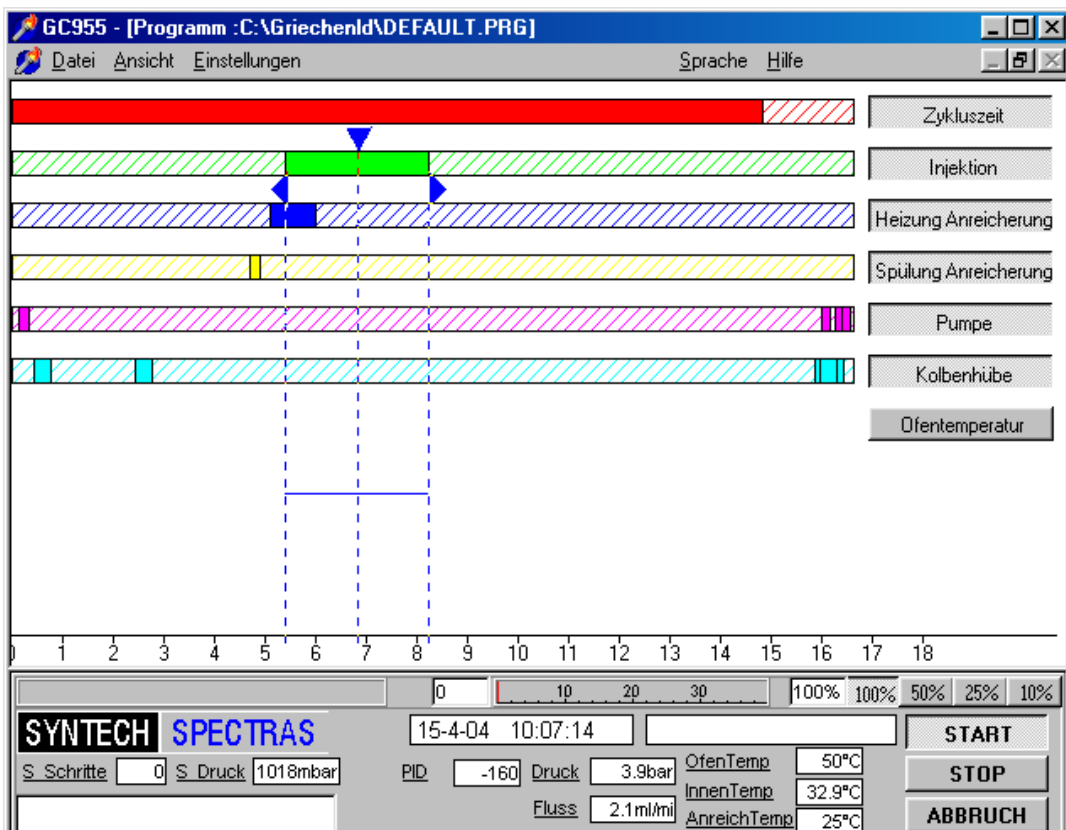 GC955 - [Programm :C:\Griechenld\DEFAULT.PRG]
Datei Ansicht Einstellungen Sprache Hilfe
Zykluszeit
Injektion
Heizung Anreicherung
Spülung Anreicherung
Pumpe
Kolbenhübe
Ofentemperatur
0 1 2 3 4 5 6 7 8 9 10 11 12 13 14 15 16 17 18
0 10 20 30 100% 100% 50% 25% 10%
SYNTECH SPECTRAS 15-4-04 10:07:14 START
S_Schritte 0 S_Druck 1018mbar PID -160 Druck 3.9bar OfenTemp 50°C STOP
InnenTemp 32.9°C
Fluss 2.1ml/mi AnreichTemp 25°C ABBRUCH